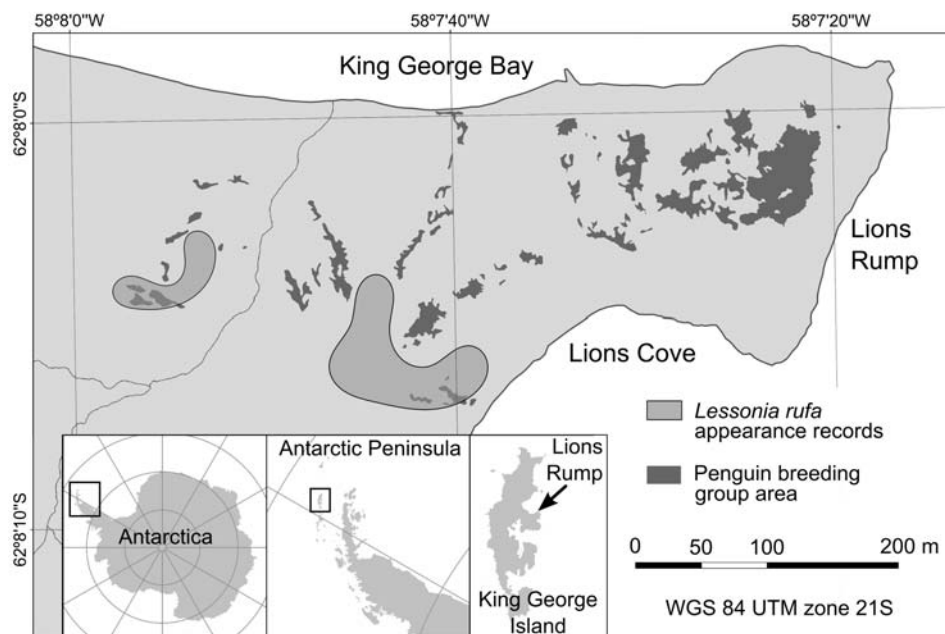 58°8'0"W
58°7'40"W
58°7'20"W
King George Bay
62°8'0"S
Lions
Rump
Lions Cove
Lessonia rufa
appearance records
Penguin breeding
group area
62°8'10"S
Antarctica
Antarctic Peninsula
Lions
Rump
King George
Island
0 50 100 200 m
WGS 84 UTM zone 21S